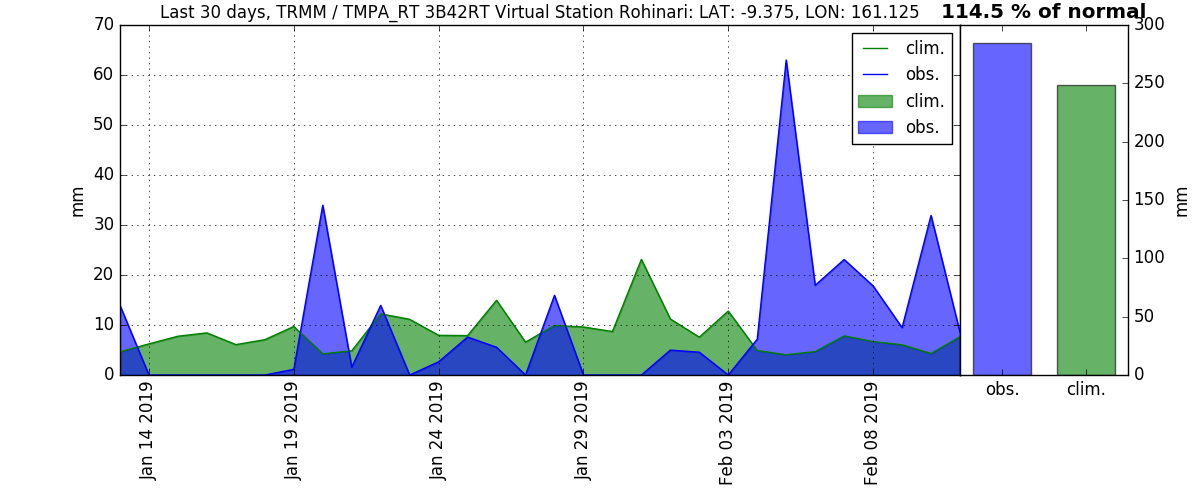 Last 30 days, TRMM / TMPA_RT 3B42RT Virtual Station Rohinari: LAT: -9.375, LON: 161.125
114.5 % of normal
70
60
50
40
30
20
10
0
mm
clim.
obs.
clim.
obs.
300
250
200
150
100
50
0
mm
obs.
clim.
Jan 14 2019
Jan 19 2019
Jan 24 2019
Jan 29 2019
Feb 03 2019
Feb 08 2019